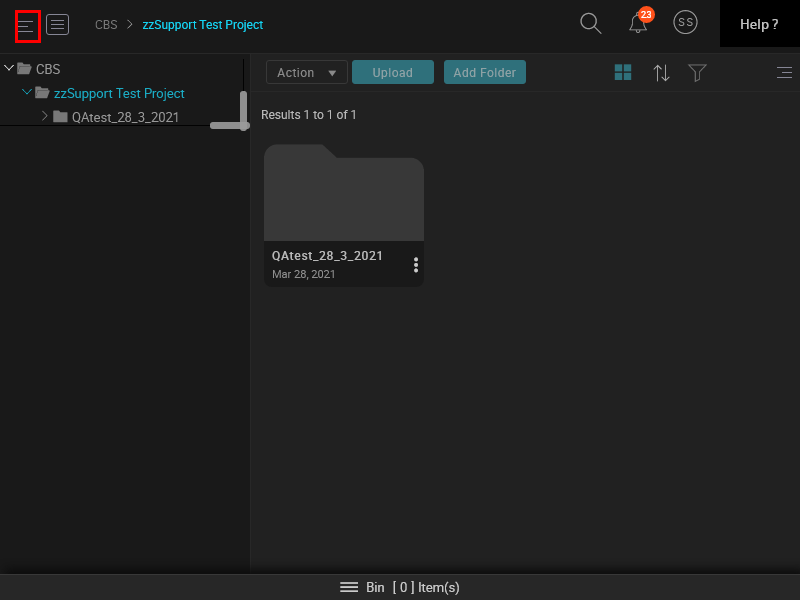 CBS > zzSupport Test Project
23
SS
Help ?
CBS
zzSupport Test Project
QAtest_28_3_2021
Action
Upload
Add Folder
Results 1 to 1 of 1
QAtest_28_3_2021
Mar 28, 2021
Bin [ 0 ] Item(s)